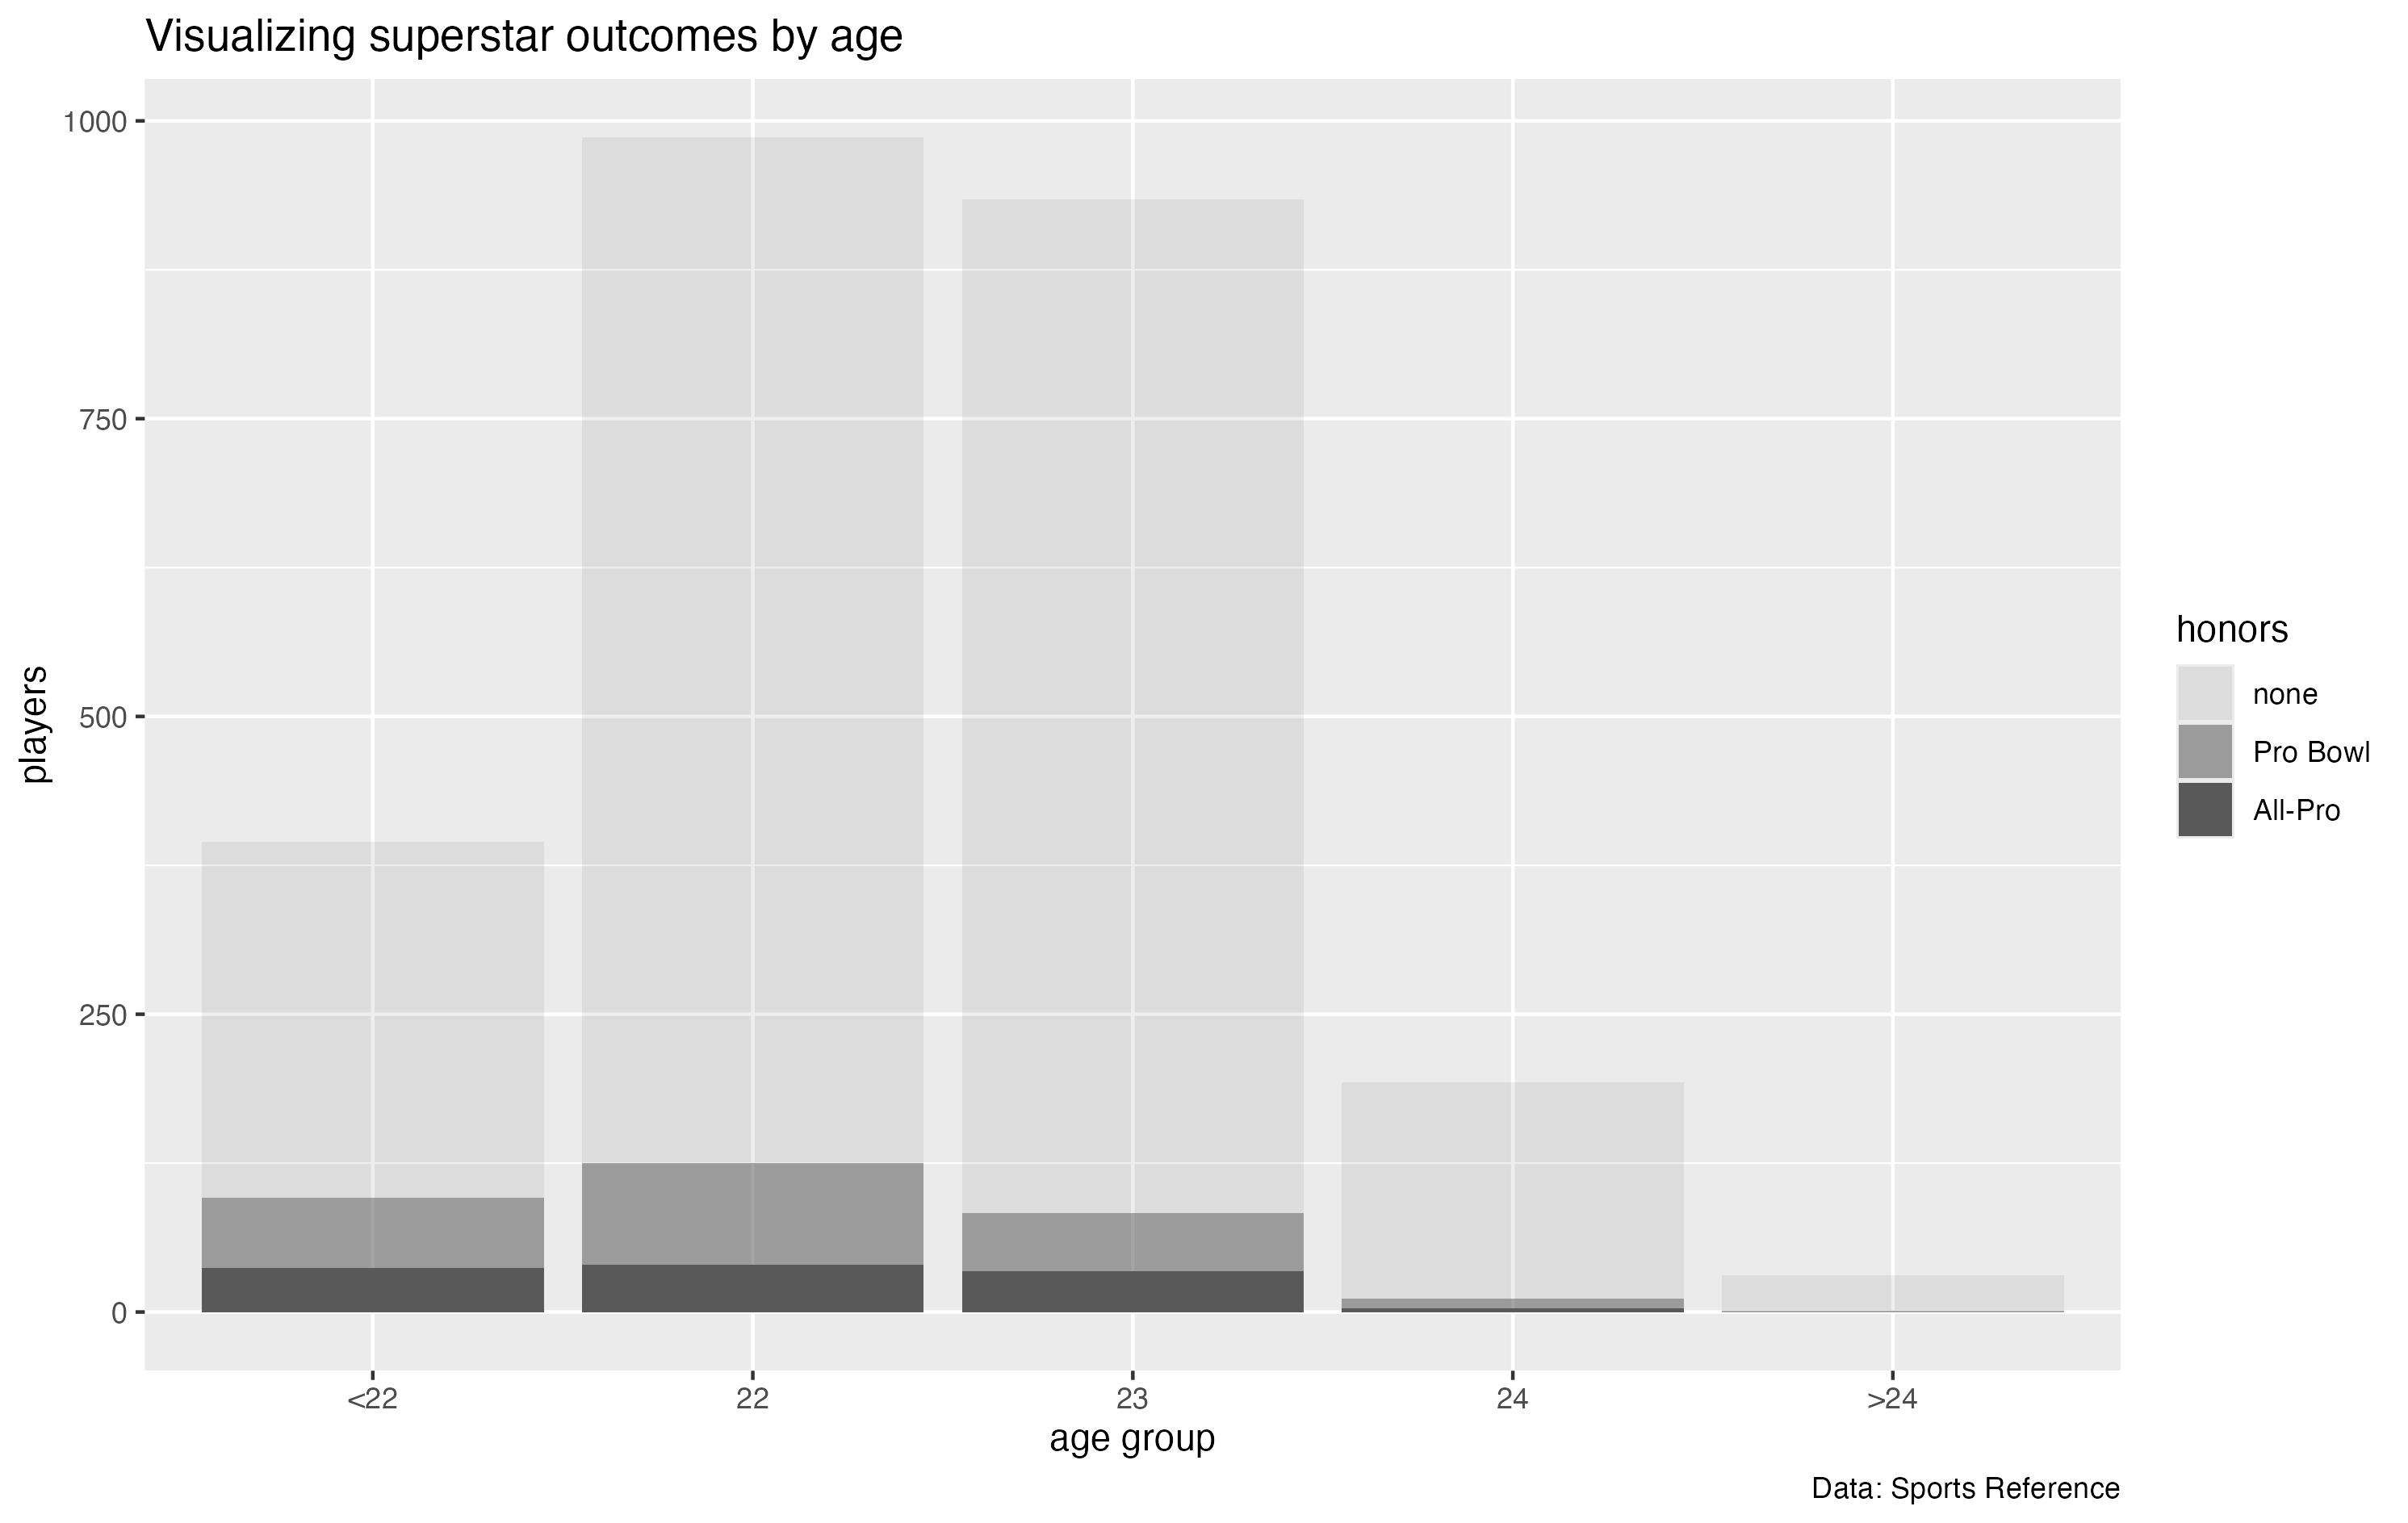 Visualizing superstar outcomes by age
1000
750
500
250
0
players
<22
22
23
24
>24
age group
honors
none
Pro Bowl
All-Pro
Data: Sports Reference